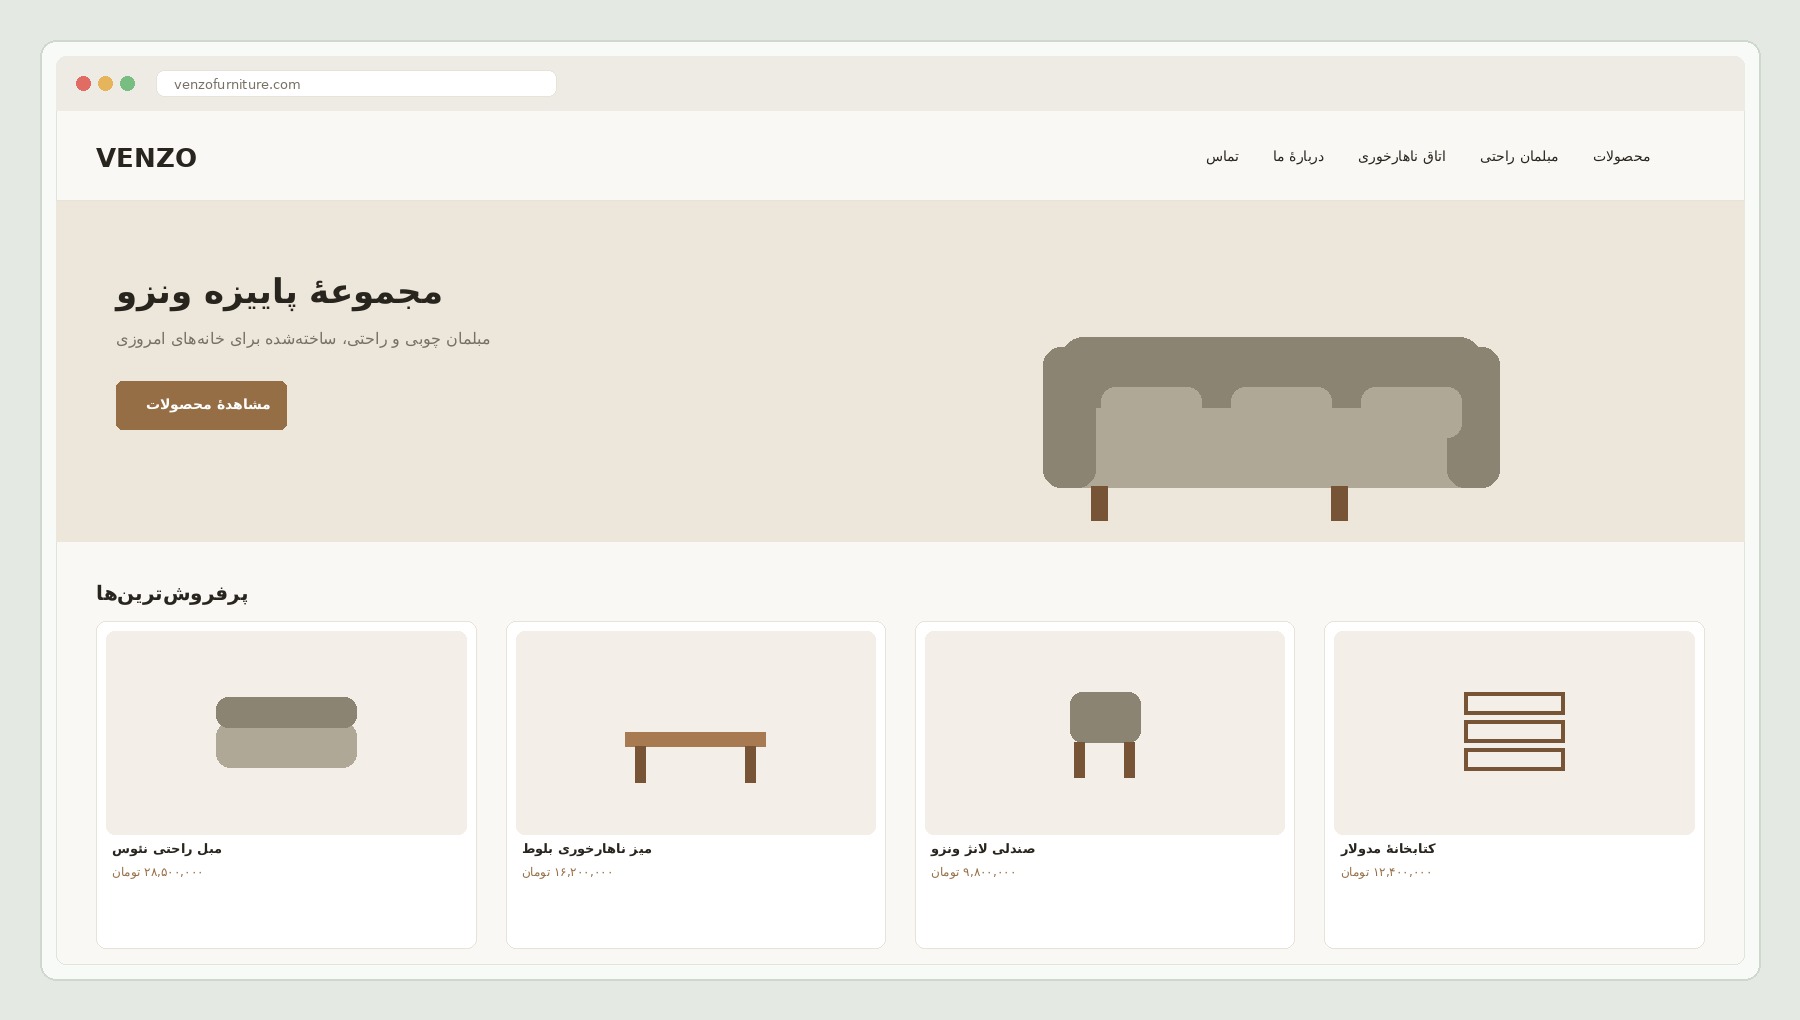 venzofurniture.com
VENZO
محصولات
مبلمان راحتی
اتاق ناهارخوری
دربارهٔ ما
تماس
مجموعهٔ پاییزه ونزو
مبلمان چوبی و راحتی، ساخته‌شده برای خانه‌های امروزی
مشاهدهٔ محصولات
پرفروش‌ترین‌ها
مبل راحتی نئوس
۲۸,۵۰۰,۰۰۰ تومان
میز ناهارخوری بلوط
۱۶,۲۰۰,۰۰۰ تومان
صندلی لانژ ونزو
۹,۸۰۰,۰۰۰ تومان
کتابخانهٔ مدولار
۱۲,۴۰۰,۰۰۰ تومان